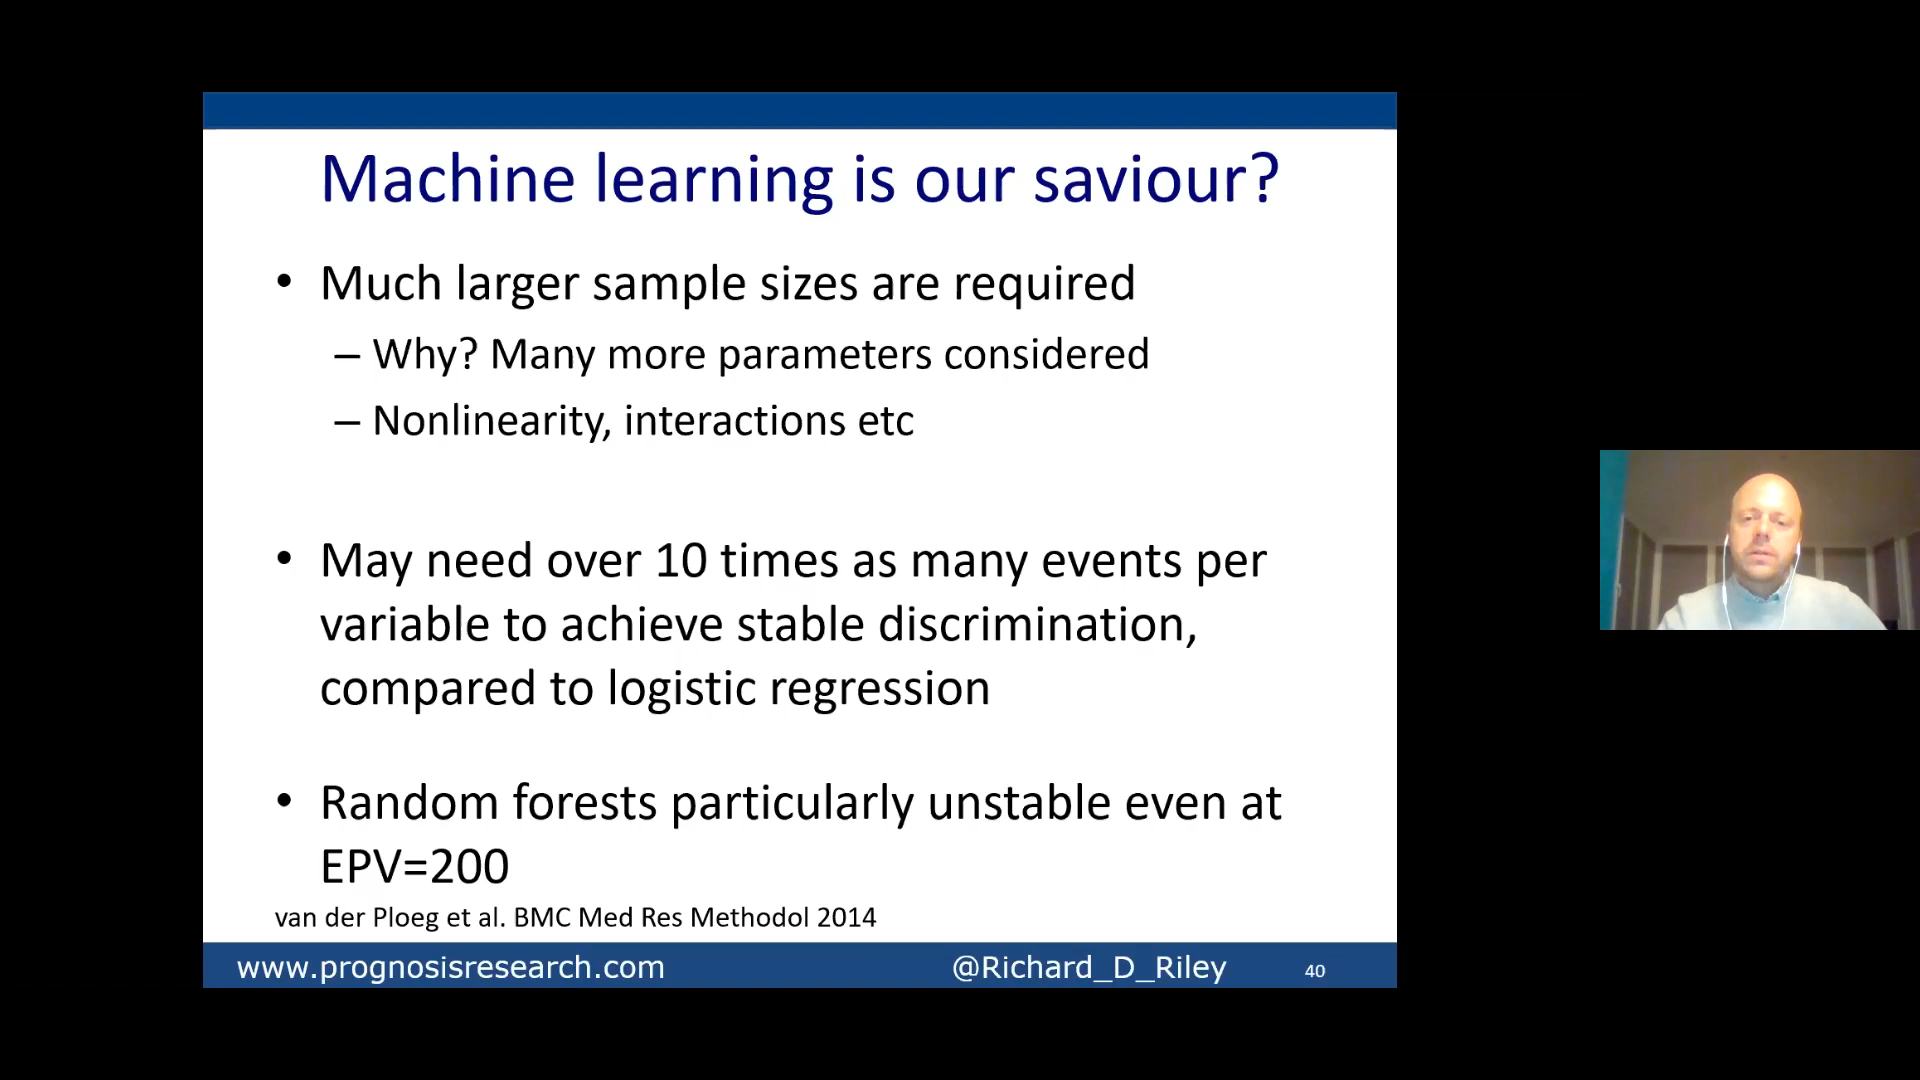 Machine learning is our saviour?
• Much larger sample sizes are required
– Why? Many more parameters considered
– Nonlinearity, interactions etc
• May need over 10 times as many events per
variable to achieve stable discrimination,
compared to logistic regression
• Random forests particularly unstable even at
EPV=200
van der Ploeg et al. BMC Med Res Methodol 2014
www.prognosisresearch.com @Richard_D_Riley 40